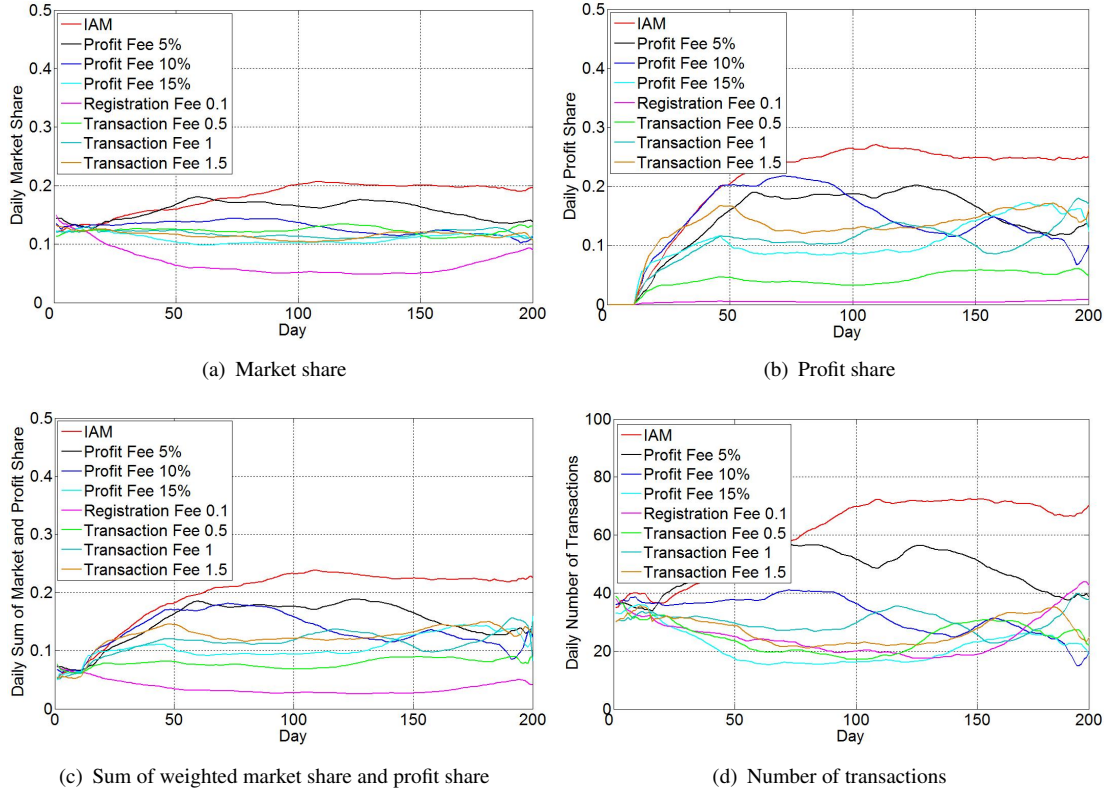 0.5
0.4
0.3
0.2
0.1
0
Daily Market Share
IAM
Profit Fee 5%
Profit Fee 10%
Profit Fee 15%
Registration Fee 0.1
Transaction Fee 0.5
Transaction Fee 1
Transaction Fee 1.5
0 50 100 150 200
Day
(a) Market share
0.5
0.4
0.3
0.2
0.1
0
Daily Profit Share
IAM
Profit Fee 5%
Profit Fee 10%
Profit Fee 15%
Registration Fee 0.1
Transaction Fee 0.5
Transaction Fee 1
Transaction Fee 1.5
0 50 100 150 200
Day
(b) Profit share
0.5
0.4
0.3
0.2
0.1
0
Daily Sum of Market and Profit Share
IAM
Profit Fee 5%
Profit Fee 10%
Profit Fee 15%
Registration Fee 0.1
Transaction Fee 0.5
Transaction Fee 1
Transaction Fee 1.5
0 50 100 150 200
Day
(c) Sum of weighted market share and profit share
100
80
60
40
20
0
Daily Number of Transactions
IAM
Profit Fee 5%
Profit Fee 10%
Profit Fee 15%
Registration Fee 0.1
Transaction Fee 0.5
Transaction Fee 1
Transaction Fee 1.5
0 50 100 150 200
Day
(d) Number of transactions